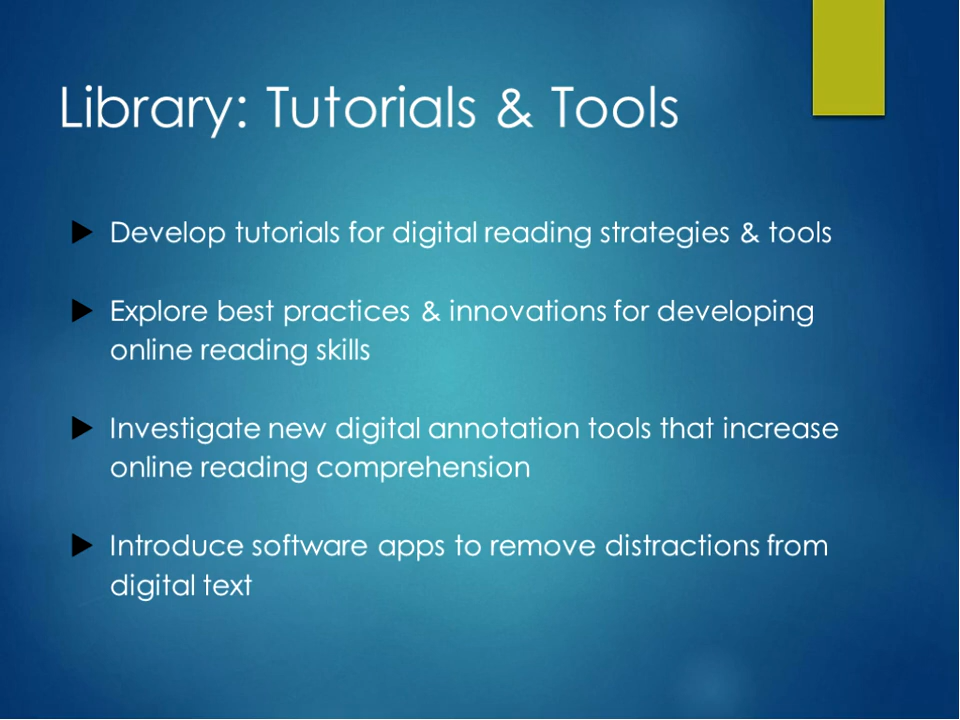 Library: Tutorials & Tools
Develop tutorials for digital reading strategies & tools
Explore best practices & innovations for developing
online reading skills
Investigate new digital annotation tools that increase
online reading comprehension
Introduce software apps to remove distractions from
digital text